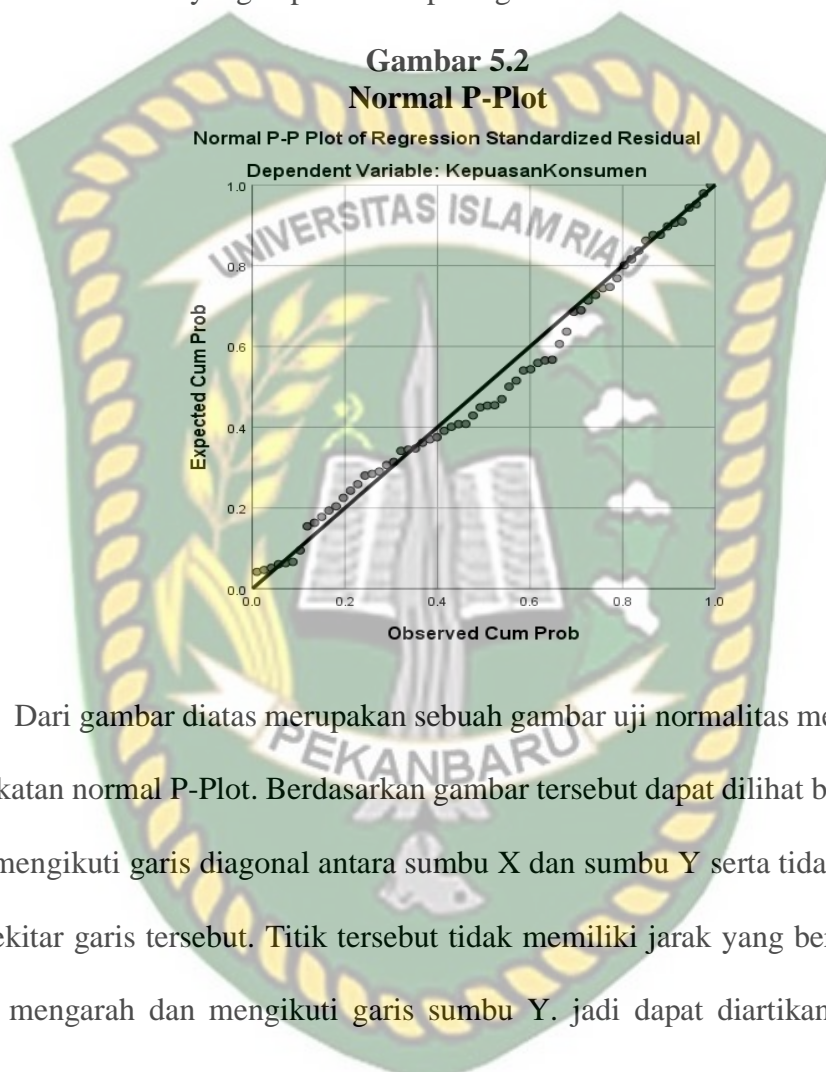 Gambar 5.2
Normal P-Plot
Normal P-P Plot of Regression Standardized Residual
Dependent Variable: KepuasanKonsumen
UNIVERSITAS ISLAM RIAU
1.0
0.8
0.6
0.4
0.2
0.0
Expected Cum Prob
0.0 0.2 0.4 0.6 0.8 1.0
Observed Cum Prob
Dari gambar diatas merupakan sebuah gambar uji normalitas
PEKANBARU
katan normal P-Plot. Berdasarkan gambar tersebut dapat dilihat
mengikuti garis diagonal antara sumbu X dan sumbu Y serta
ekitar garis tersebut. Titik tersebut tidak memiliki jarak yang
mengarah dan mengikuti garis sumbu Y. jadi dapat diartikan